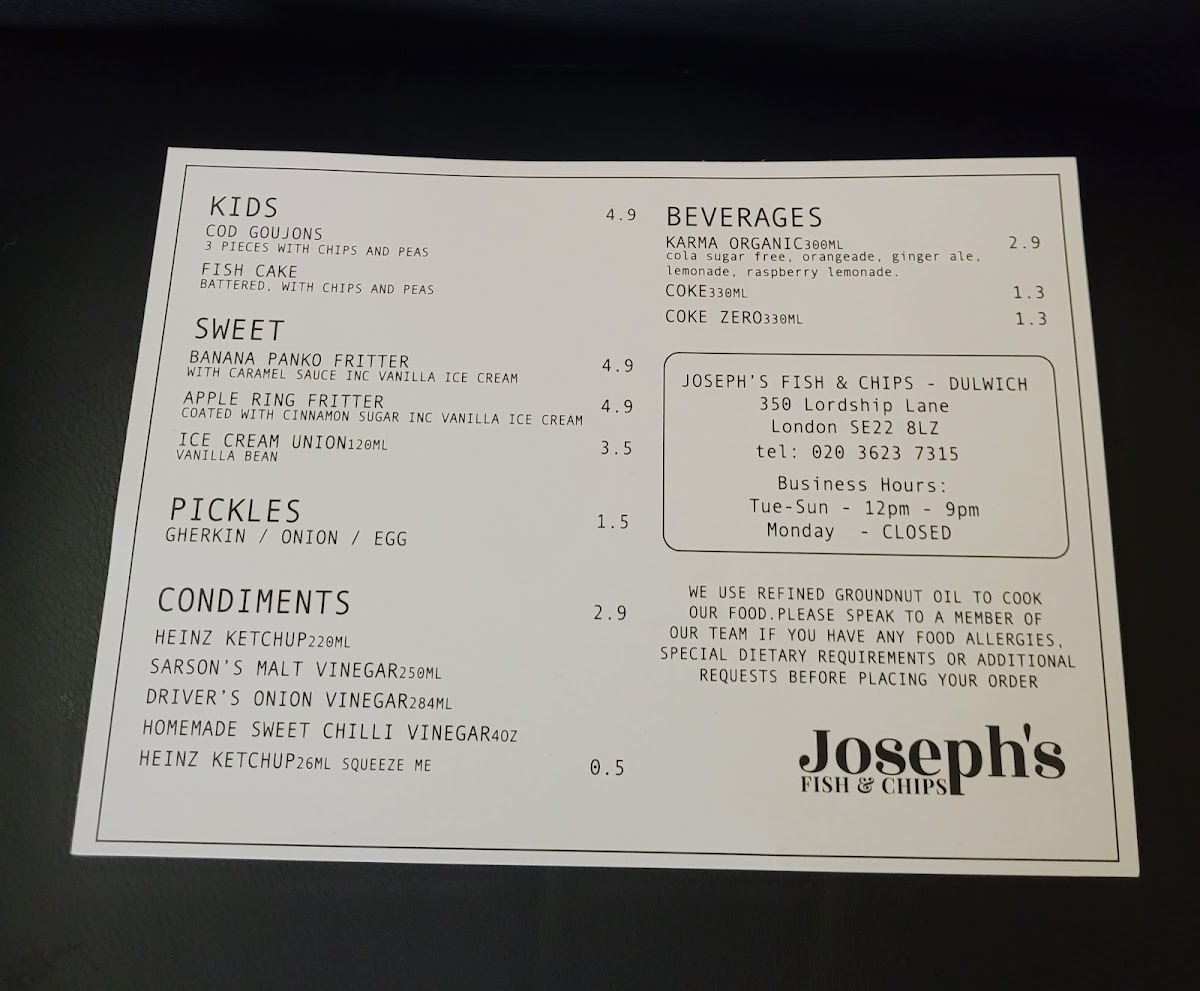 KIDS 4.9
COD GOUJONS
3 PIECES WITH CHIPS AND PEAS
FISH CAKE
BATTERED, WITH CHIPS AND PEAS
SWEET
BANANA PANKO FRITTER 4.9
WITH CARAMEL SAUCE INC VANILLA ICE CREAM
APPLE RING FRITTER 4.9
COATED WITH CINNAMON SUGAR INC VANILLA ICE CREAM
ICE CREAM UNION120ML 3.5
VANILLA BEAN
PICKLES 1.5
GHERKIN / ONION / EGG
CONDIMENTS 2.9
HEINZ KETCHUP220ML
SARSON'S MALT VINEGAR250ML
DRIVER'S ONION VINEGAR284ML
HOMEMADE SWEET CHILLI VINEGAR4OZ
HEINZ KETCHUP26ML SQUEEZE ME 0.5
BEVERAGES
KARMA ORGANIC300ML 2.9
cola sugar free, orangeade, ginger ale,
lemonade, raspberry lemonade.
COKE330ML 1.3
COKE ZERO330ML 1.3
JOSEPH'S FISH & CHIPS - DULWICH
350 Lordship Lane
London SE22 8LZ
tel: 020 3623 7315
Business Hours:
Tue-Sun - 12pm - 9pm
Monday - CLOSED
WE USE REFINED GROUNDNUT OIL TO COOK
OUR FOOD.PLEASE SPEAK TO A MEMBER OF
OUR TEAM IF YOU HAVE ANY FOOD ALLERGIES,
SPECIAL DIETARY REQUIREMENTS OR ADDITIONAL
REQUESTS BEFORE PLACING YOUR ORDER
Joseph's
FISH & CHIPS